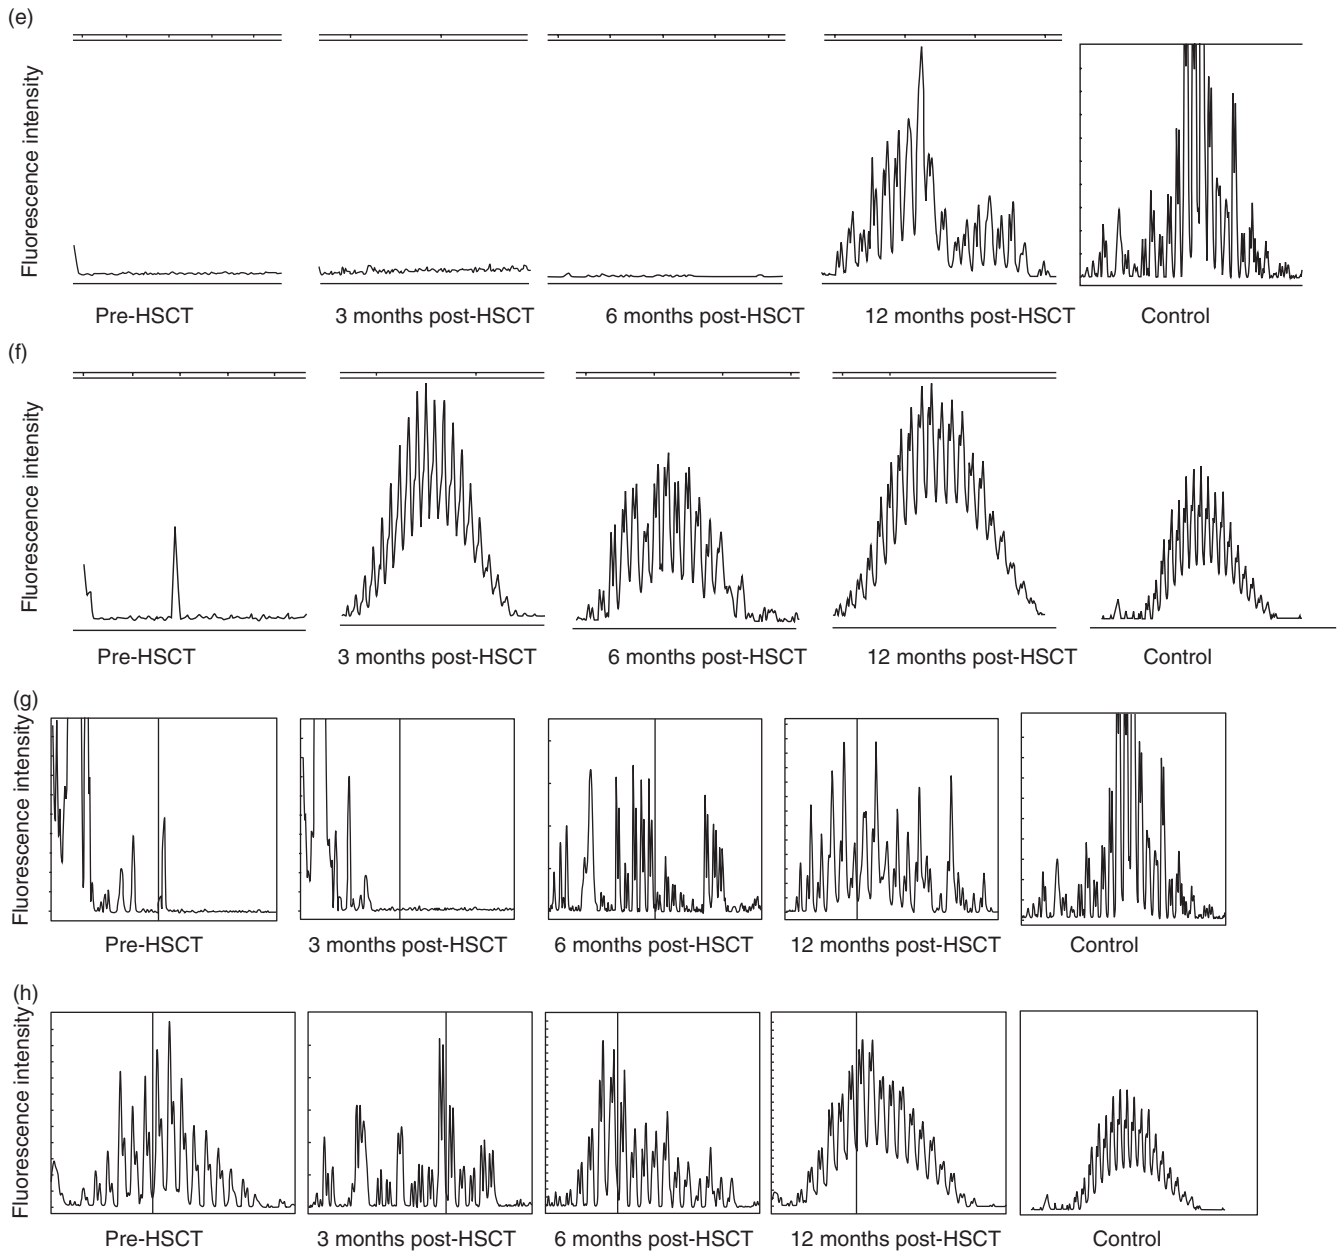 (e)
Fluorescence intensity
Pre-HSCT 3 months post-HSCT 6 months post-HSCT 12 months post-HSCT Control
(f)
Fluorescence intensity
Pre-HSCT 3 months post-HSCT 6 months post-HSCT 12 months post-HSCT Control
(g)
Fluorescence intensity
Pre-HSCT 3 months post-HSCT 6 months post-HSCT 12 months post-HSCT Control
(h)
Fluorescence intensity
Pre-HSCT 3 months post-HSCT 6 months post-HSCT 12 months post-HSCT Control